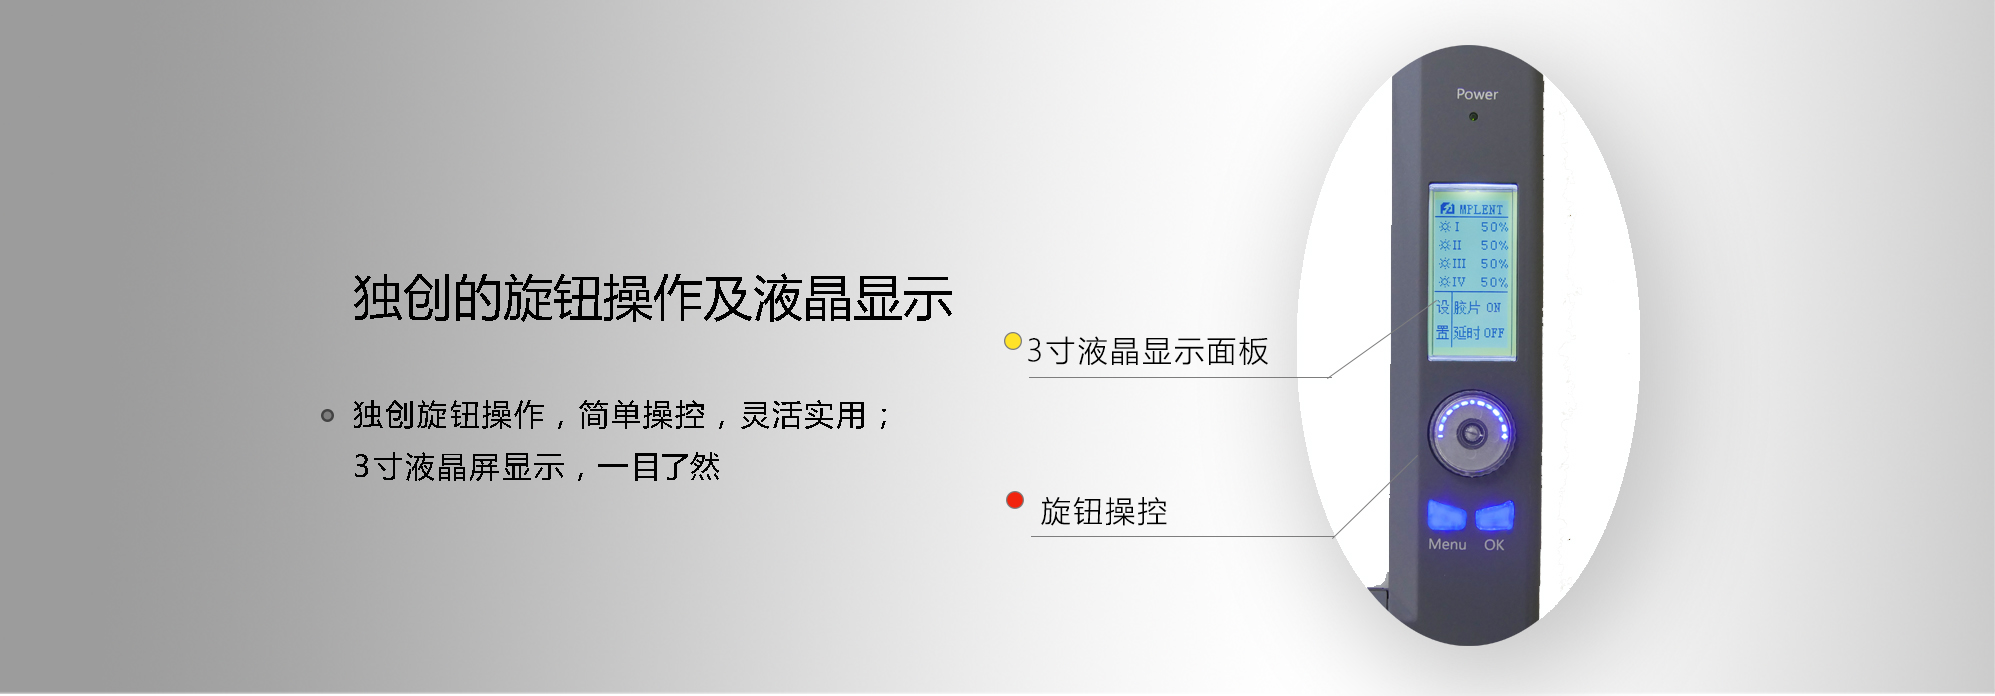 独创的旋钮操作及液晶显示
独创旋钮操作，简单操控，灵活实用；
3寸液晶屏显示，一目了然
3寸液晶显示面板
旋钮操控
Power
MPLENT
I 50%
II 50%
III 50%
IV 50%
设 胶片 ON
置 延时 OFF
Menu OK